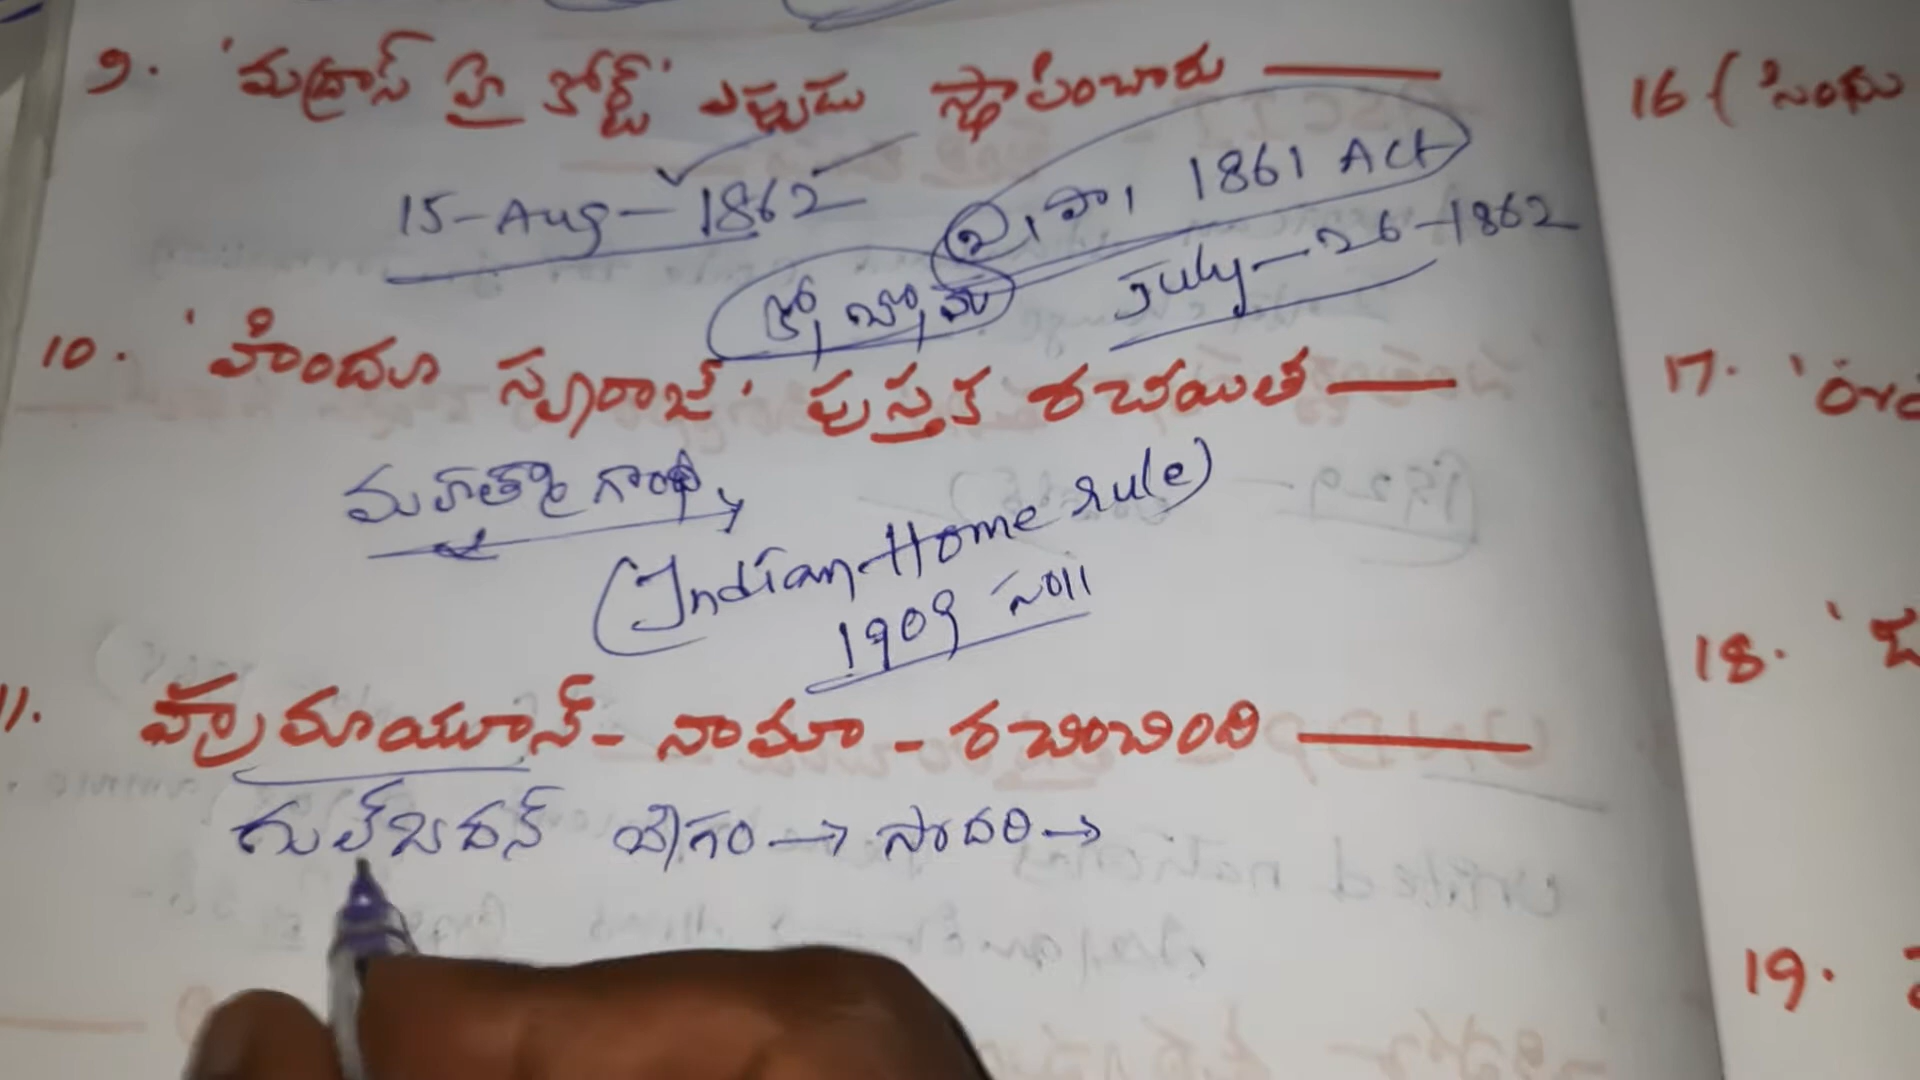 9. 'మద్రాస్ హై కోర్ట్' ఎప్పుడు స్థాపించారు
15-Aug-1862
1861 Act
July-26-1862
10. 'హిందూ స్వరాజ్' పుస్తక రచయిత
మహాత్మా గాంధీ
(Indian Home rule)
1909 సం॥
11. హుమాయూన్ - నామా - రచించింది
గుల్‌బదన్ బేగం → సోదరి →
16 ( 'సింధు
17.
18.
19.